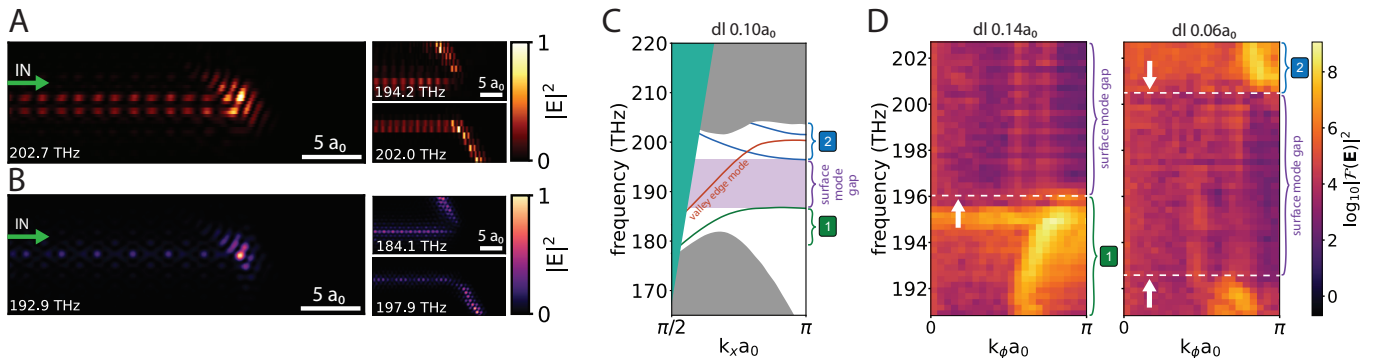 A
IN
202.7 THz
5 a₀
194.2 THz
5 a₀
202.0 THz
1
0
|E|²
B
IN
192.9 THz
5 a₀
184.1 THz
5 a₀
197.9 THz
1
0
|E|²
C
dl 0.10a₀
frequency (THz)
220
210
200
190
180
170
valley edge mode
2
surface mode
gap
1
π/2
π
kₓa₀
D
dl 0.14a₀
frequency (THz)
202
200
198
196
194
192
surface mode gap
1
0
π
k_ϕa₀
dl 0.06a₀
2
surface mode gap
0
π
k_ϕa₀
8
6
4
2
0
log₁₀|ℱ(𝐄)|²